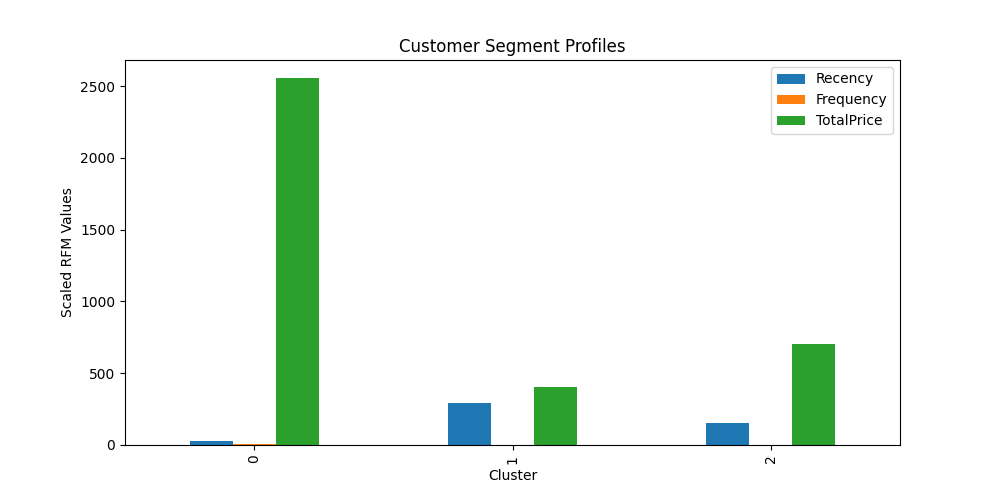 Customer Segment Profiles
Recency
Frequency
TotalPrice
Scaled RFM Values
2500
2000
1500
1000
500
0
0
1
2
Cluster